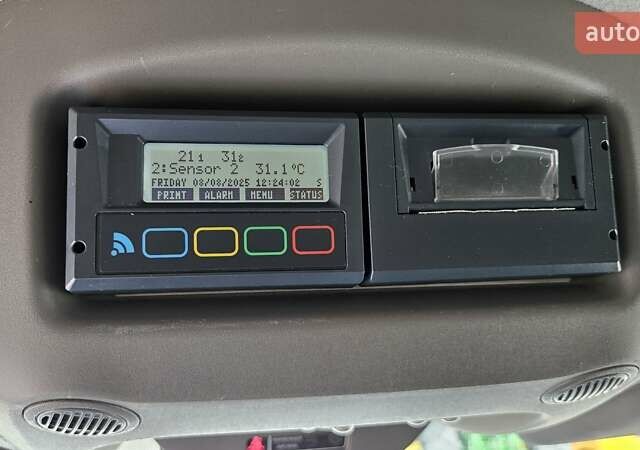 auto
21₁ 31₂
2:Sensor 2 31.1°C
FRIDAY 08/08/2025 12:24:02 S
PRINT ALARM MENU STATUS